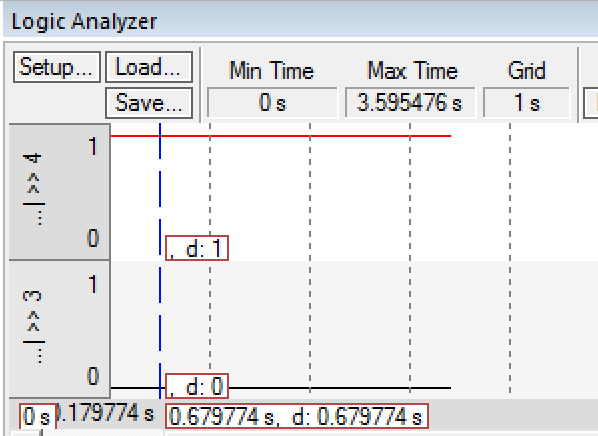 Logic Analyzer
Setup... Load... Min Time Max Time Grid
Save... 0 s 3.595476 s 1 s
1
...| >> 4
0
, d: 1
1
...| >> 3
0
, d: 0
0 s .179774 s 0.679774 s, d: 0.679774 s